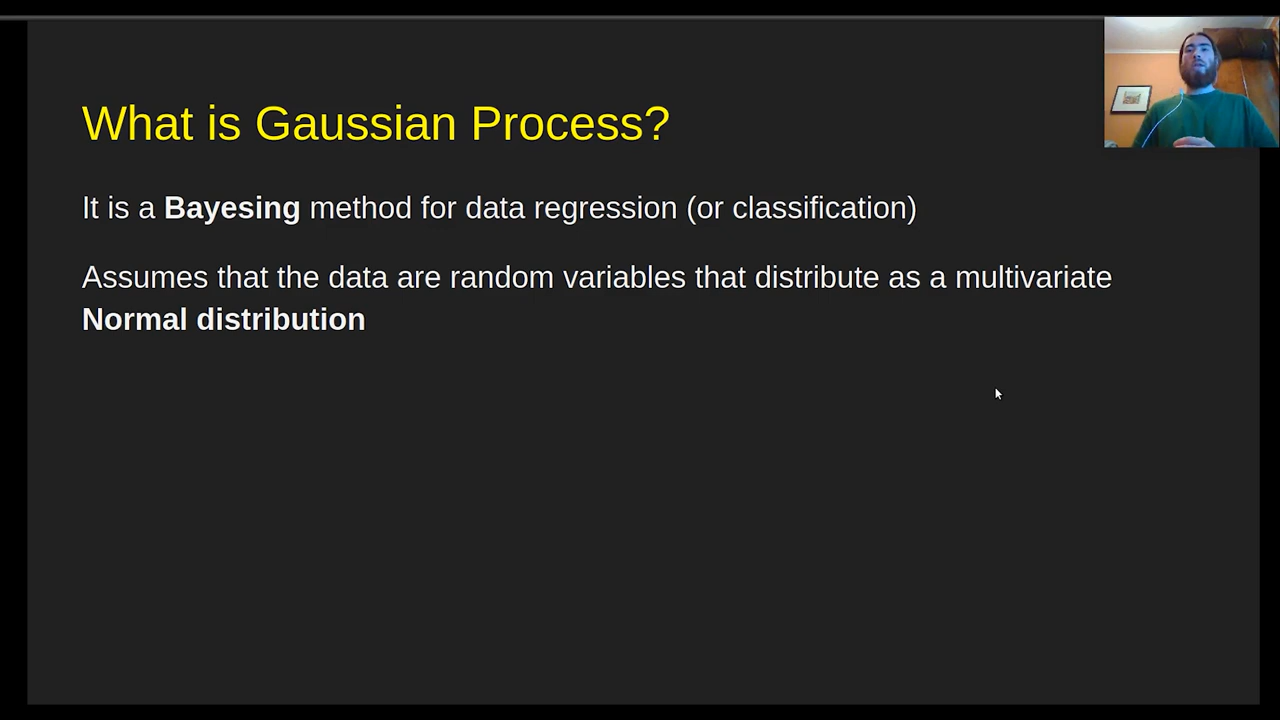 What is Gaussian Process?
It is a Bayesing method for data regression (or classification)
Assumes that the data are random variables that distribute as a multivariate
Normal distribution